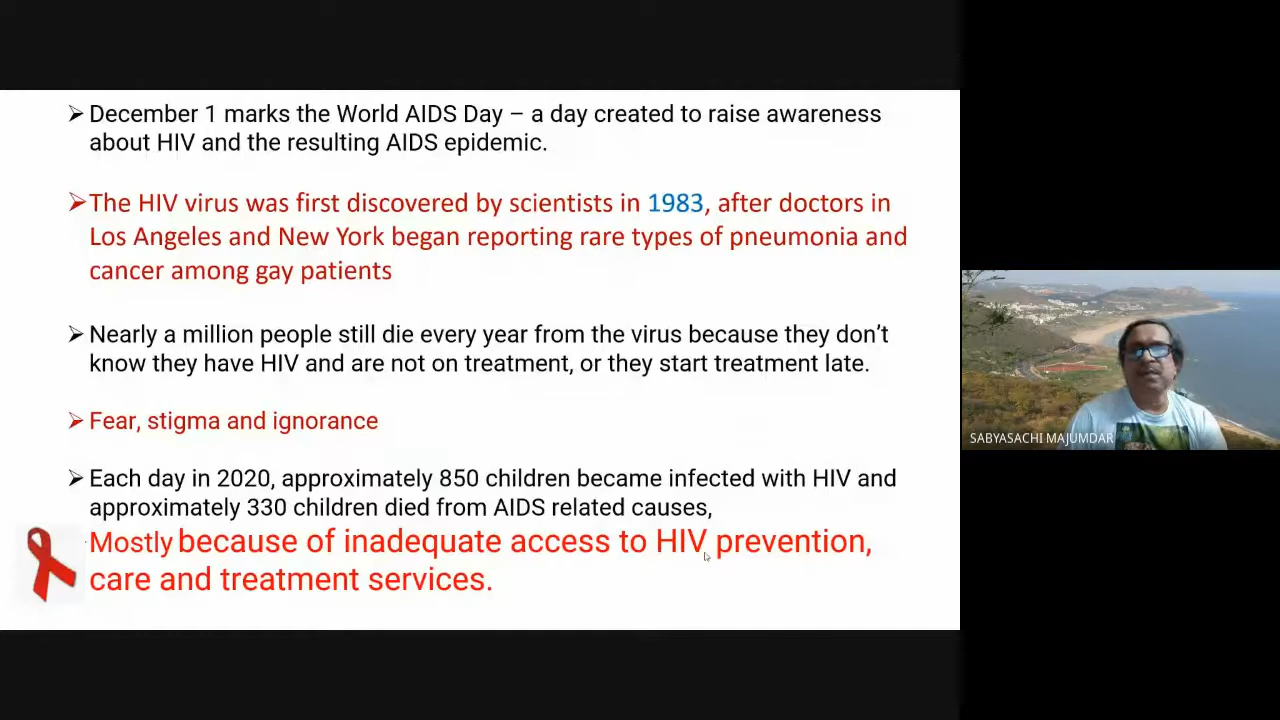 ➢ December 1 marks the World AIDS Day – a day created to raise awareness
about HIV and the resulting AIDS epidemic.
➢ The HIV virus was first discovered by scientists in 1983, after doctors in
Los Angeles and New York began reporting rare types of pneumonia and
cancer among gay patients
➢ Nearly a million people still die every year from the virus because they don’t
know they have HIV and are not on treatment, or they start treatment late.
➢ Fear, stigma and ignorance
➢ Each day in 2020, approximately 850 children became infected with HIV and
approximately 330 children died from AIDS related causes,
Mostly because of inadequate access to HIV prevention,
care and treatment services.
SABYASACHI MAJUMDAR